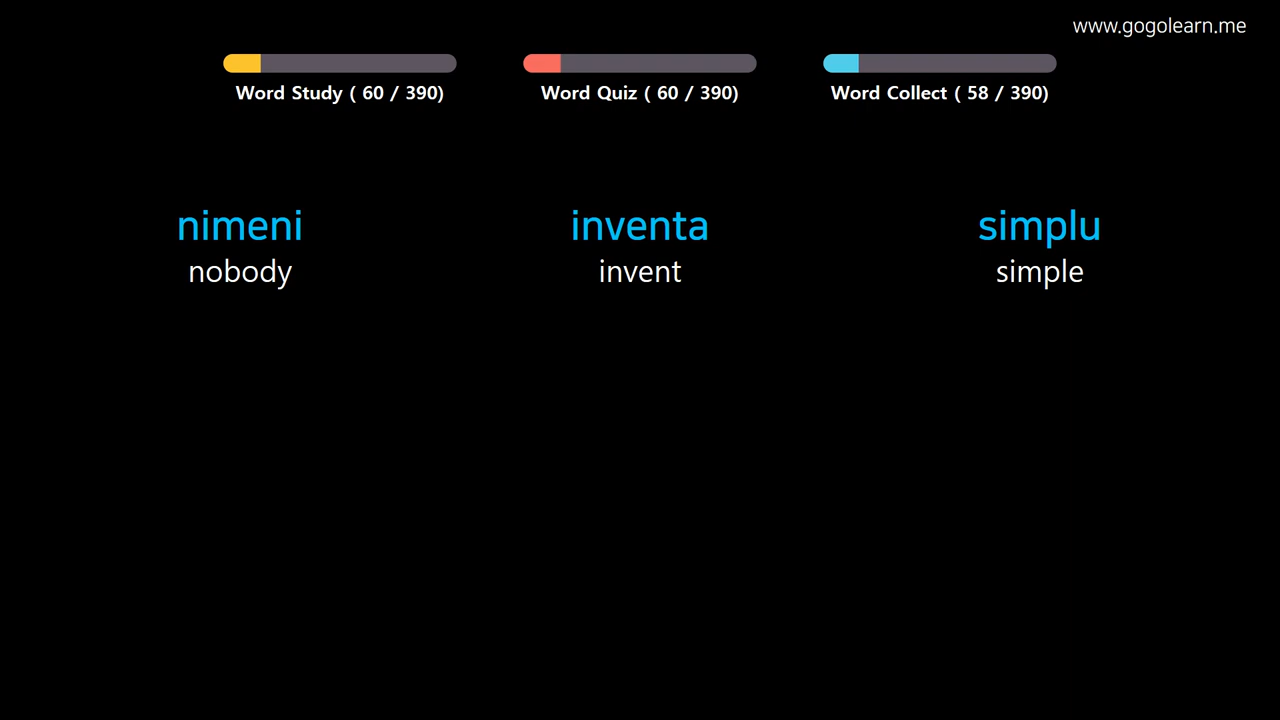 www.gogolearn.me
Word Study ( 60 / 390)
Word Quiz ( 60 / 390)
Word Collect ( 58 / 390)
nimeni
nobody
inventa
invent
simplu
simple